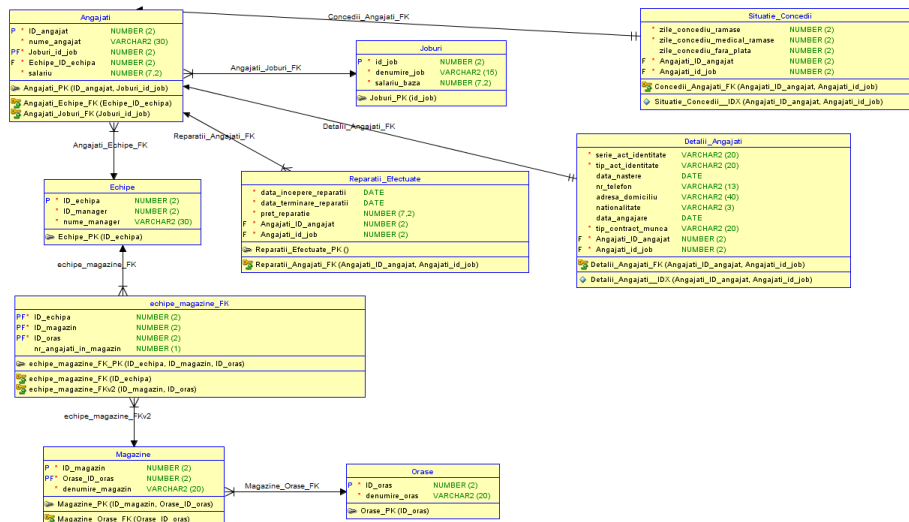 Angajati
P * ID_angajat NUMBER (2)
* nume_angajat VARCHAR2 (30)
PF* Joburi_id_job NUMBER (2)
F * Echipe_ID_echipa NUMBER (2)
* salariu NUMBER (7,2)
Angajati_PK (ID_angajat, Joburi_id_job)
Angajati_Echipe_FK (Echipe_ID_echipa)
Angajati_Joburi_FK (Joburi_id_job)
Concedii_Angajati_FK
Situatie_Concedii
* zile_concediu_ramase NUMBER (2)
* zile_concediu_medical_ramase NUMBER (2)
* zile_concediu_fara_plata NUMBER (2)
F * Angajati_ID_angajat NUMBER (2)
F * Angajati_id_job NUMBER (2)
Concedii_Angajati_FK (Angajati_ID_angajat, Angajati_id_job)
Situatie_Concedii__IDX (Angajati_ID_angajat, Angajati_id_job)
Angajati_Joburi_FK
Joburi
P * id_job NUMBER (2)
* denumire_job VARCHAR2 (15)
* salariu_baza NUMBER (7,2)
Joburi_PK (id_job)
Angajati_Echipe_FK
Reparatii_Angajati_FK
Detalii_Angajati_FK
Detalii_Angajati
* serie_act_identitate VARCHAR2 (20)
* tip_act_identitate VARCHAR2 (20)
data_nastere DATE
nr_telefon VARCHAR2 (13)
adresa_domiciliu VARCHAR2 (40)
nationalitate VARCHAR2 (3)
data_angajare DATE
* tip_contract_munca VARCHAR2 (20)
F * Angajati_ID_angajat NUMBER (2)
F * Angajati_id_job NUMBER (2)
Detalii_Angajati_FK (Angajati_ID_angajat, Angajati_id_job)
Detalii_Angajati__IDX (Angajati_ID_angajat, Angajati_id_job)
Echipe
P * ID_echipa NUMBER (2)
* ID_manager NUMBER (2)
* nume_manager VARCHAR2 (30)
Echipe_PK (ID_echipa)
Reparatii_Efectuate
* data_incepere_reparatii DATE
* data_terminare_reparatii DATE
* pret_reparatie NUMBER (7,2)
F * Angajati_ID_angajat NUMBER (2)
F * Angajati_id_job NUMBER (2)
Reparatii_Efectuate_PK ()
Reparatii_Angajati_FK (Angajati_ID_angajat, Angajati_id_job)
echipe_magazine_FK
echipe_magazine_FK
PF* ID_echipa NUMBER (2)
PF* ID_magazin NUMBER (2)
PF* ID_oras NUMBER (2)
nr_angajati_in_magazin NUMBER (1)
echipe_magazine_FK_PK (ID_echipa, ID_magazin, ID_oras)
echipe_magazine_FK (ID_echipa)
echipe_magazine_FKv2 (ID_magazin, ID_oras)
echipe_magazine_FKv2
Magazine
P * ID_magazin NUMBER (2)
PF* Orase_ID_oras NUMBER (2)
* denumire_magazin VARCHAR2 (20)
Magazine_PK (ID_magazin, Orase_ID_oras)
Magazine_Orase_FK (Orase_ID_oras)
Magazine_Orase_FK
Orase
P * ID_oras NUMBER (2)
* denumire_oras VARCHAR2 (20)
Orase_PK (ID_oras)